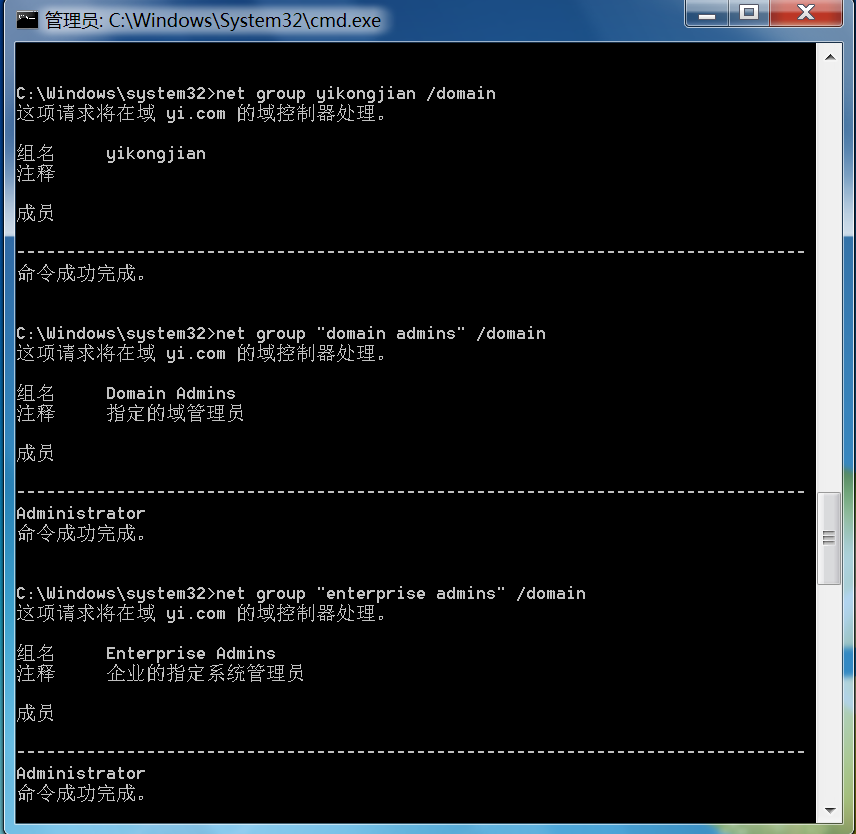 管理员: C:\Windows\System32\cmd.exe
C:\Windows\system32>net group yikongjian /domain
这项请求将在域 yi.com 的域控制器处理。
组名     yikongjian
注释
成员
-------------------------------------------------------------------------------
命令成功完成。
C:\Windows\system32>net group "domain admins" /domain
这项请求将在域 yi.com 的域控制器处理。
组名     Domain Admins
注释     指定的域管理员
成员
-------------------------------------------------------------------------------
Administrator
命令成功完成。
C:\Windows\system32>net group "enterprise admins" /domain
这项请求将在域 yi.com 的域控制器处理。
组名     Enterprise Admins
注释     企业的指定系统管理员
成员
-------------------------------------------------------------------------------
Administrator
命令成功完成。